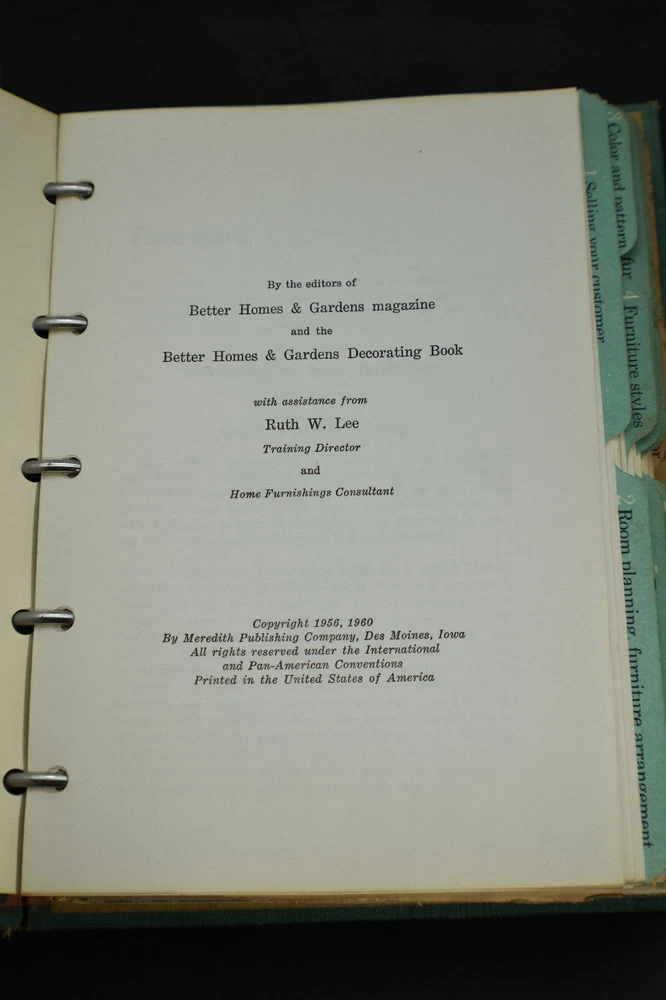 By the editors of
Better Homes & Gardens magazine
and the
Better Homes & Gardens Decorating Book
with assistance from
Ruth W. Lee
Training Director
and
Home Furnishings Consultant
Copyright 1956, 1960
By Meredith Publishing Company, Des Moines, Iowa
All rights reserved under the International
and Pan-American Conventions
Printed in the United States of America
1 Selling your customer
3 Color and pattern fur
4 Furniture styles
2 Room planning, furniture arrangement